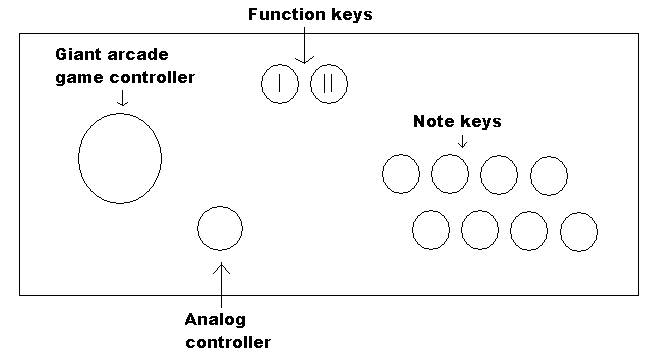 Function keys
Giant arcade
game controller
I II
Note keys
Analog
controller